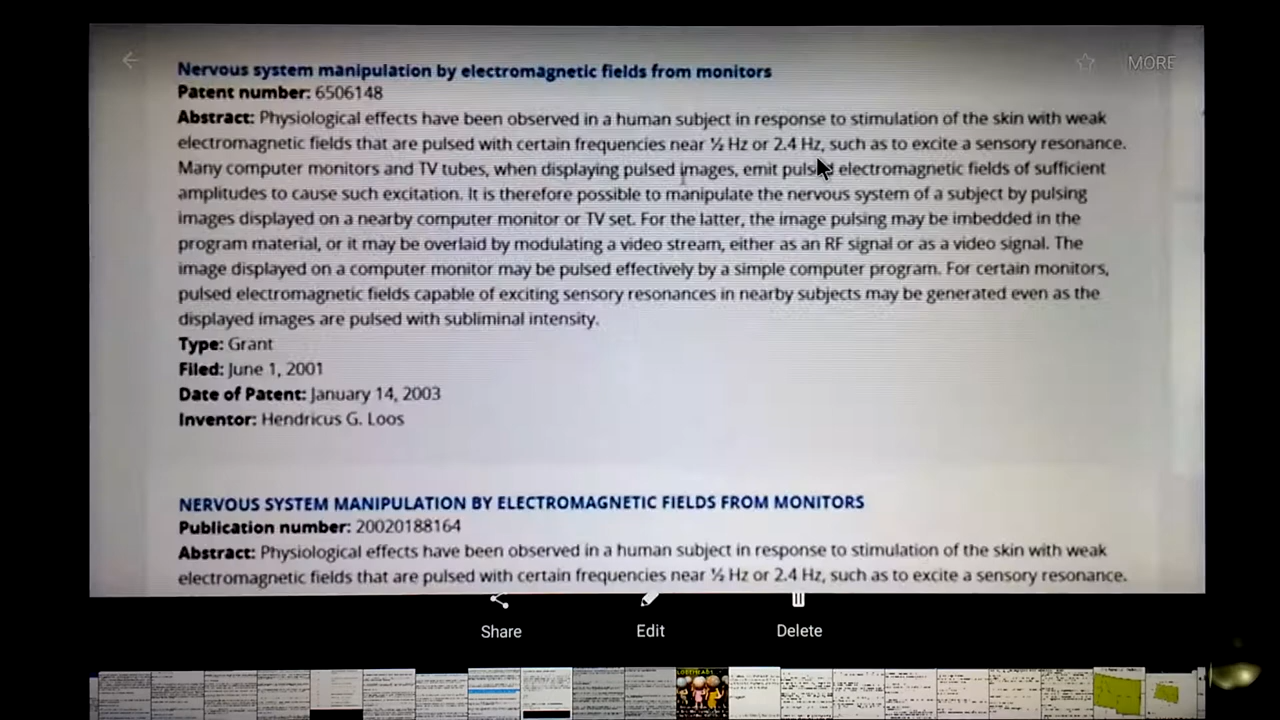 MORE
Nervous system manipulation by electromagnetic fields from monitors
Patent number: 6506148
Abstract: Physiological effects have been observed in a human subject in response to stimulation of the skin with weak
electromagnetic fields that are pulsed with certain frequencies near ½ Hz or 2.4 Hz, such as to excite a sensory resonance.
Many computer monitors and TV tubes, when displaying pulsed images, emit pulsed electromagnetic fields of sufficient
amplitudes to cause such excitation. It is therefore possible to manipulate the nervous system of a subject by pulsing
images displayed on a nearby computer monitor or TV set. For the latter, the image pulsing may be imbedded in the
program material, or it may be overlaid by modulating a video stream, either as an RF signal or as a video signal. The
image displayed on a computer monitor may be pulsed effectively by a simple computer program. For certain monitors,
pulsed electromagnetic fields capable of exciting sensory resonances in nearby subjects may be generated even as the
displayed images are pulsed with subliminal intensity.
Type: Grant
Filed: June 1, 2001
Date of Patent: January 14, 2003
Inventor: Hendricus G. Loos
NERVOUS SYSTEM MANIPULATION BY ELECTROMAGNETIC FIELDS FROM MONITORS
Publication number: 20020188164
Abstract: Physiological effects have been observed in a human subject in response to stimulation of the skin with weak
electromagnetic fields that are pulsed with certain frequencies near ½ Hz or 2.4 Hz, such as to excite a sensory resonance.
Share
Edit
Delete